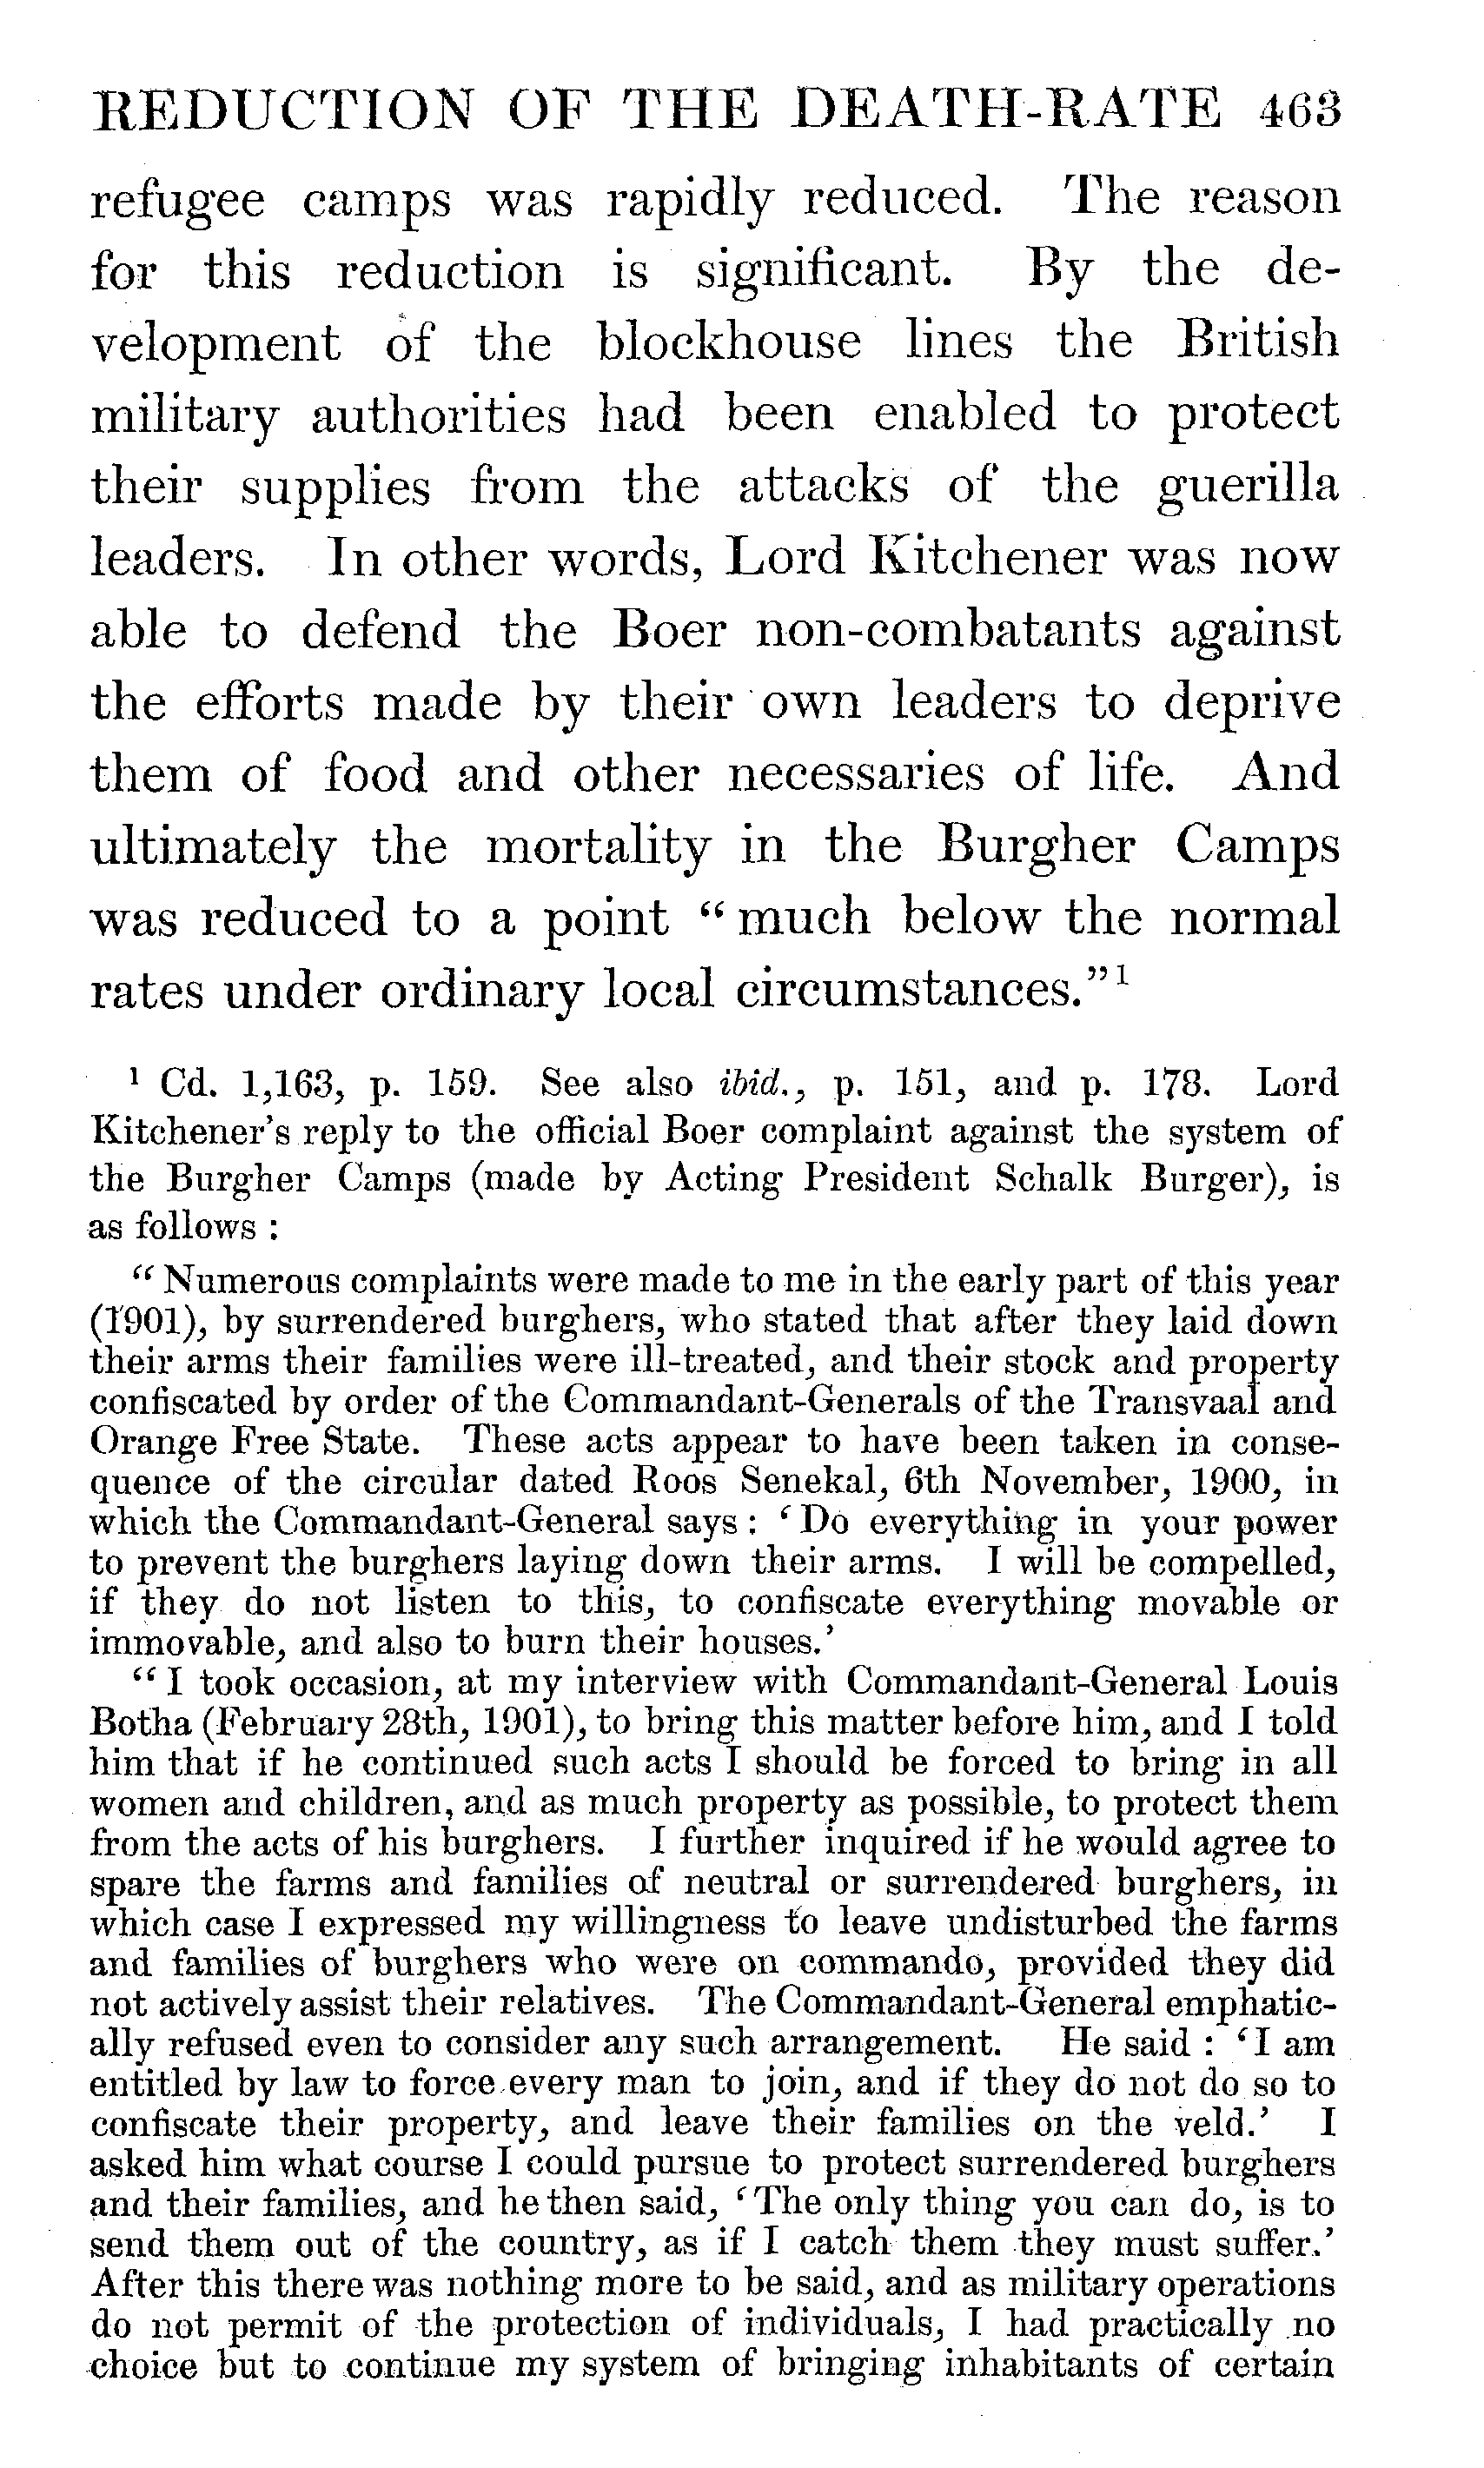 REDUCTION OF THE DEATH-RATE 463
refugee camps was rapidly reduced. The reason
for this reduction is significant. By the de-
velopment of the blockhouse lines the British
military authorities had been enabled to protect
their supplies from the attacks of the guerilla
leaders. In other words, Lord Kitchener was now
able to defend the Boer non-combatants against
the efforts made by their own leaders to deprive
them of food and other necessaries of life. And
ultimately the mortality in the Burgher Camps
was reduced to a point “much below the normal
rates under ordinary local circumstances.”¹
¹ Cd. 1,163, p. 159. See also ibid., p. 151, and p. 178. Lord
Kitchener's reply to the official Boer complaint against the system of
the Burgher Camps (made by Acting President Schalk Burger), is
as follows :
“Numerous complaints were made to me in the early part of this year
(1901), by surrendered burghers, who stated that after they laid down
their arms their families were ill-treated, and their stock and property
confiscated by order of the Commandant-Generals of the Transvaal and
Orange Free State. These acts appear to have been taken in conse-
quence of the circular dated Roos Senekal, 6th November, 1900, in
which the Commandant-General says : ‘Do everything in your power
to prevent the burghers laying down their arms. I will be compelled,
if they do not listen to this, to confiscate everything movable or
immovable, and also to burn their houses.’
“I took occasion, at my interview with Commandant-General Louis
Botha (February 28th, 1901), to bring this matter before him, and I told
him that if he continued such acts I should be forced to bring in all
women and children, and as much property as possible, to protect them
from the acts of his burghers. I further inquired if he would agree to
spare the farms and families of neutral or surrendered burghers, in
which case I expressed my willingness to leave undisturbed the farms
and families of burghers who were on commando, provided they did
not actively assist their relatives. The Commandant-General emphatic-
ally refused even to consider any such arrangement. He said : ‘I am
entitled by law to force every man to join, and if they do not do so to
confiscate their property, and leave their families on the veld.’ I
asked him what course I could pursue to protect surrendered burghers
and their families, and he then said, ‘The only thing you can do, is to
send them out of the country, as if I catch them they must suffer.’
After this there was nothing more to be said, and as military operations
do not permit of the protection of individuals, I had practically no
choice but to continue my system of bringing inhabitants of certain